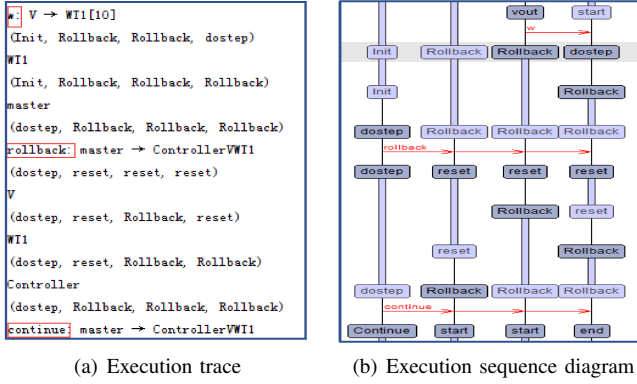 w: V → WT1[10]
(Init, Rollback, Rollback, dostep)
WT1
(Init, Rollback, Rollback, Rollback)
master
(dostep, Rollback, Rollback, Rollback)
rollback: master → ControllerVWT1
(dostep, reset, reset, reset)
V
(dostep, reset, Rollback, reset)
WT1
(dostep, reset, Rollback, Rollback)
Controller
(dostep, Rollback, Rollback, Rollback)
continue: master → ControllerVWT1
(a) Execution trace
vout start
w
Init Rollback Rollback dostep
Init Rollback
dostep Rollback Rollback Rollback
rollback
dostep reset reset reset
Rollback reset
reset Rollback
dostep Rollback Rollback Rollback
continue
Continue start start end
(b) Execution sequence diagram